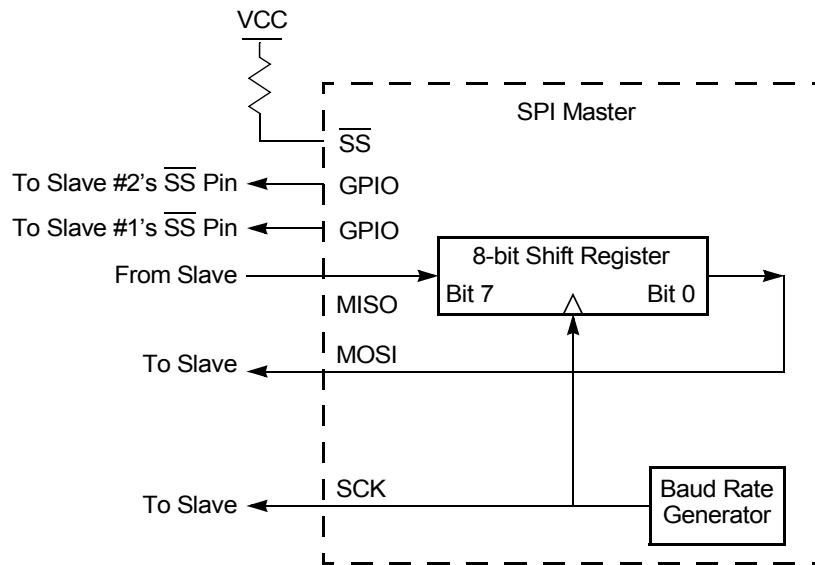 VCC
SPI Master
SS
To Slave #2's SS Pin
GPIO
To Slave #1's SS Pin
GPIO
8-bit Shift Register
From Slave
Bit 7
Bit 0
MISO
MOSI
To Slave
SCK
To Slave
Baud Rate
Generator